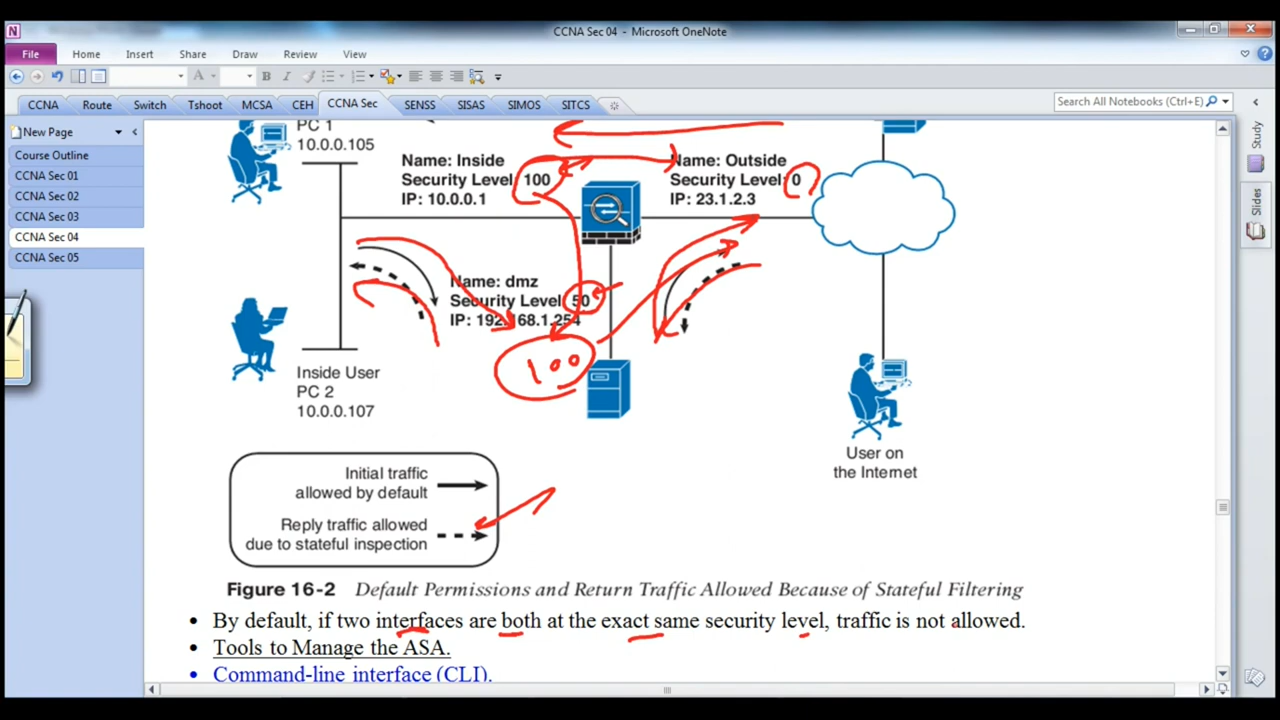 CCNA Sec 04 - Microsoft OneNote
File Home Insert Share Draw Review View
CCNA Route Switch Tshoot MCSA CEH CCNA Sec SENSS SISAS SIMOS SITCS
Search All Notebooks (Ctrl+E)
New Page
Course Outline
CCNA Sec 01
CCNA Sec 02
CCNA Sec 03
CCNA Sec 04
CCNA Sec 05
Study
Slides
PC 1
10.0.0.105
Name: Inside
Security Level: 100
IP: 10.0.0.1
Name: Outside
Security Level: 0
IP: 23.1.2.3
Name: dmz
Security Level: 50
IP: 192.168.1.254
100
Inside User
PC 2
10.0.0.107
User on
the Internet
Initial traffic
allowed by default
Reply traffic allowed
due to stateful inspection
Figure 16-2 Default Permissions and Return Traffic Allowed Because of Stateful Filtering
• By default, if two interfaces are both at the exact same security level, traffic is not allowed.
• Tools to Manage the ASA.
• Command-line interface (CLI).